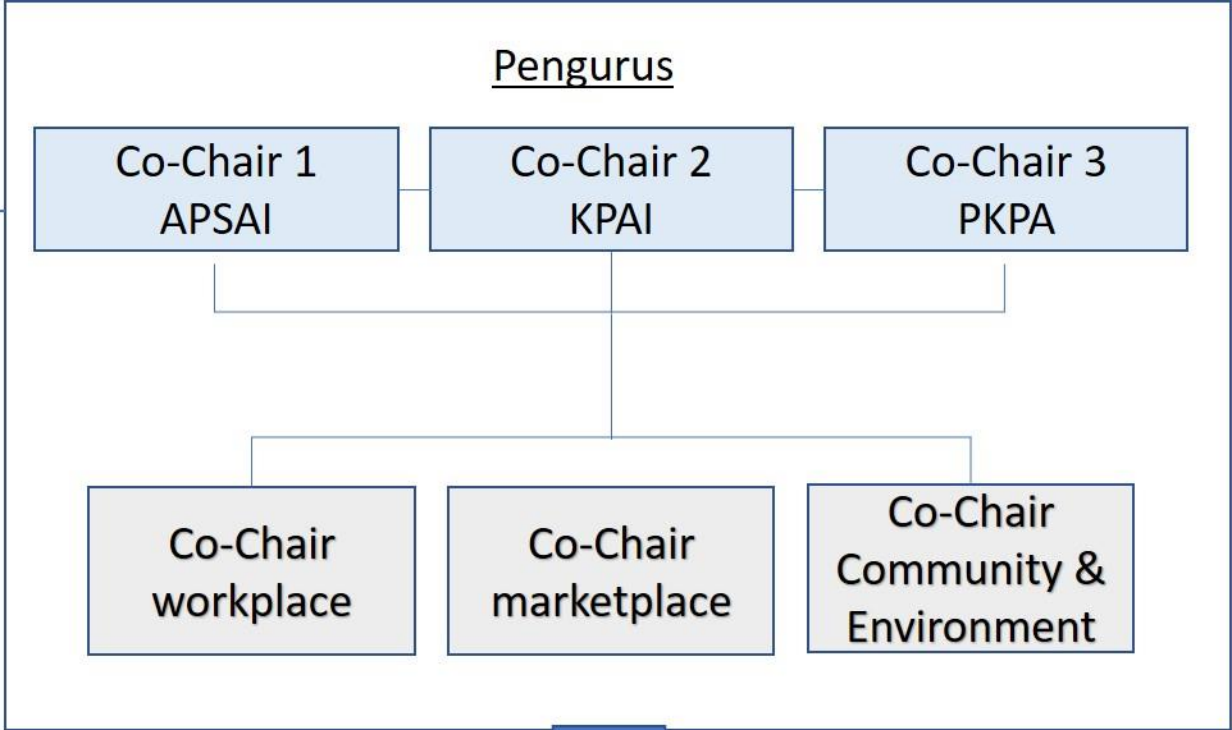 Pengurus
Co-Chair 1
APSAI
Co-Chair 2
KPAI
Co-Chair 3
PKPA
Co-Chair
workplace
Co-Chair
marketplace
Co-Chair
Community &
Environment